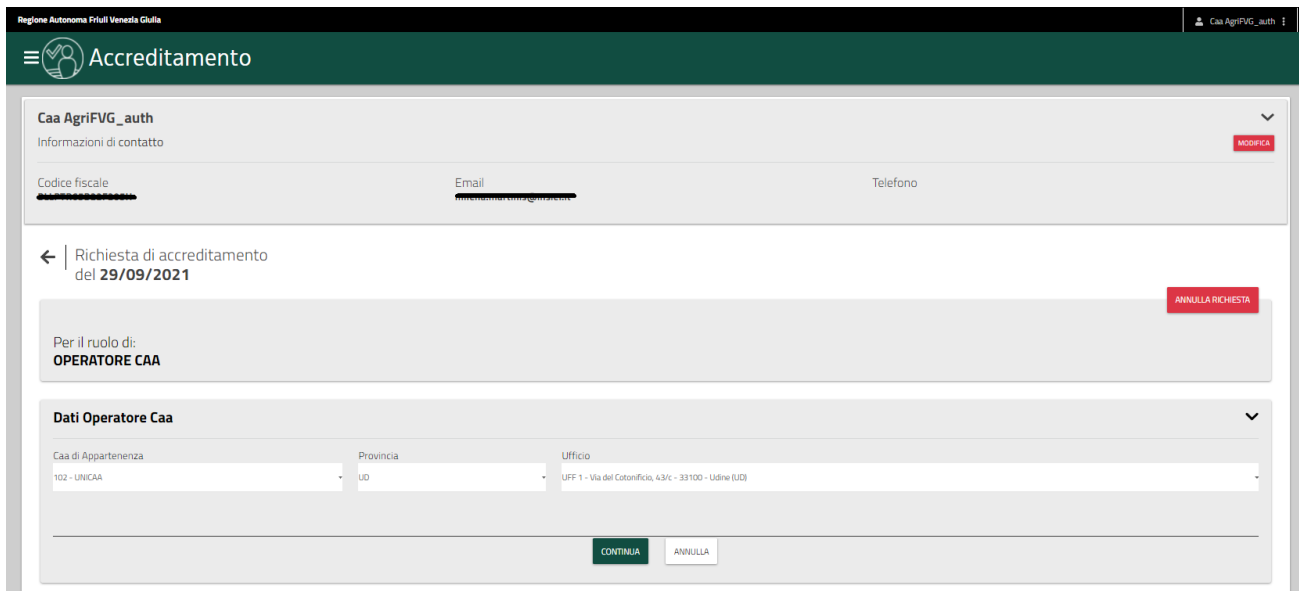 Regione Autonoma Friuli Venezia Giulia
Caa AgriFVG_auth
Accreditamento
Caa AgriFVG_auth
Informazioni di contatto
MODIFICA
Codice fiscale
Email
Telefono
Richiesta di accreditamento
del 29/09/2021
ANNULLA RICHIESTA
Per il ruolo di:
OPERATORE CAA
Dati Operatore Caa
Caa di Appartenenza
Provincia
Ufficio
102 - UNICAA
UD
UFF 1 - Via del Cotonificio, 43/c - 33100 - Udine (UD)
CONTINUA
ANNULLA